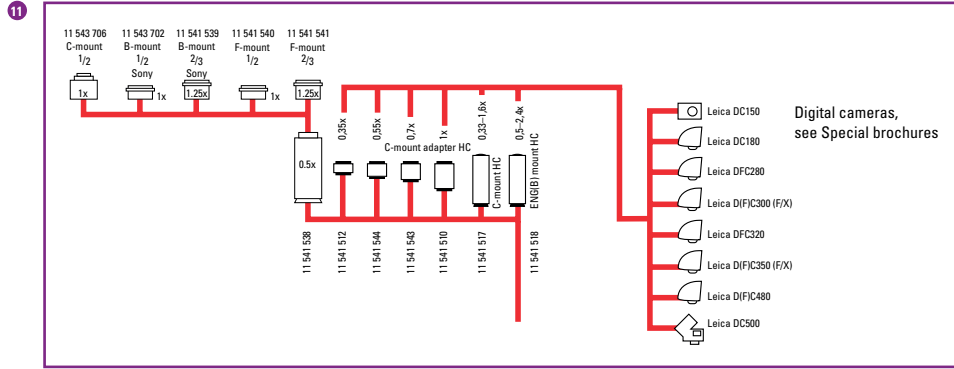 11
11 543 706
C-mount
1/2
11 543 702
B-mount
1/2
Sony
11 541 539
B-mount
2/3
Sony
11 541 540
F-mount
1/2
11 541 541
F-mount
2/3
1x
1x
1.25x
1x
1.25x
0,35x
0,55x
0,7x
1x
0,33–1,6x
0,5–2,4x
C-mount adapter HC
0.5x
C-mount HC
ENG(B) mount HC
11 541 538
11 541 512
11 541 544
11 541 543
11 541 510
11 541 517
11 541 518
Leica DC150
Leica DC180
Leica DFC280
Leica D(F)C300 (F/X)
Leica DFC320
Leica D(F)C350 (F/X)
Leica D(F)C480
Leica DC500
Digital cameras,
see Special brochures